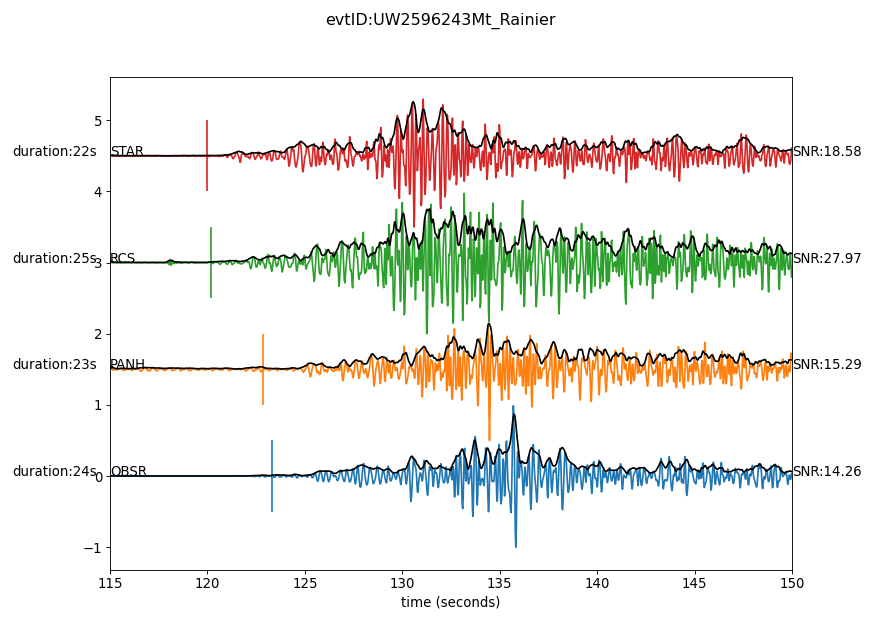 evtID:UW2596243Mt_Rainier
5
duration:22s STAR SNR:18.58
4
duration:25s RCS SNR:27.97
3
2
duration:23s PANH SNR:15.29
1
duration:24s OBSR SNR:14.26
0
−1
115 120 125 130 135 140 145 150
time (seconds)